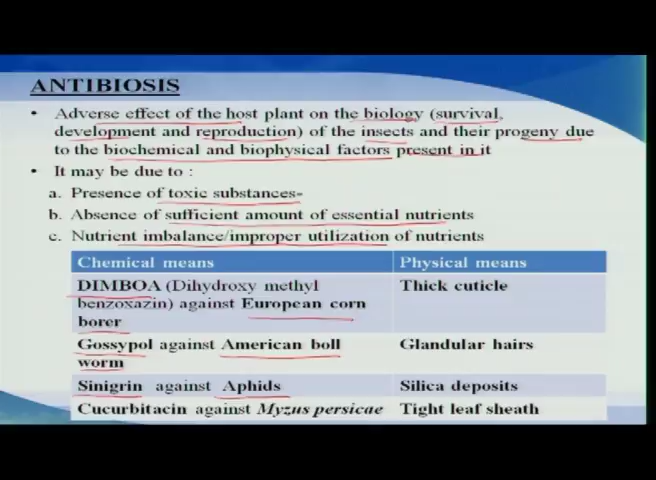 ANTIBIOSIS
• Adverse effect of the host plant on the biology (survival,
development and reproduction) of the insects and their progeny due
to the biochemical and biophysical factors present in it
• It may be due to :
a. Presence of toxic substances-
b. Absence of sufficient amount of essential nutrients
c. Nutrient imbalance/improper utilization of nutrients
Chemical means Physical means
DIMBOA (Dihydroxy methyl Thick cuticle
benzoxazin) against European corn
borer
Gossypol against American boll Glandular hairs
worm
Sinigrin against Aphids Silica deposits
Cucurbitacin against Myzus persicae Tight leaf sheath